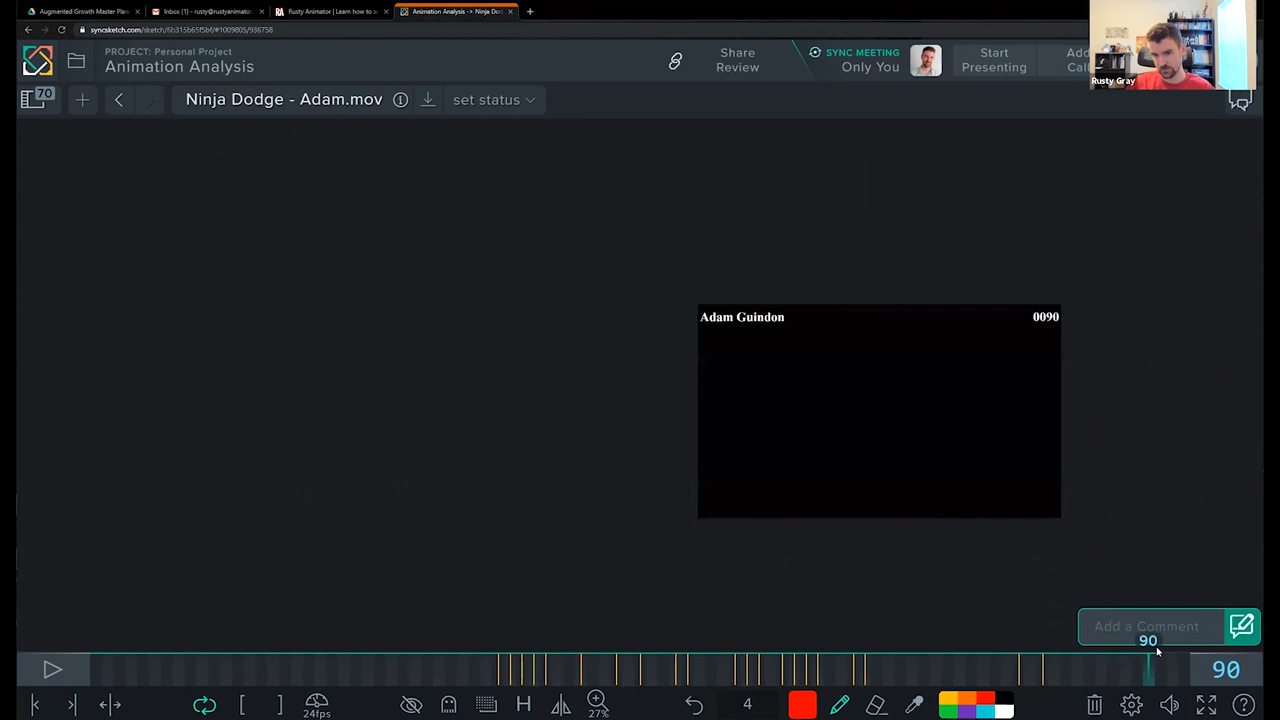 Augmented Growth Master Pla
Inbox (1) - rusty@rustyanimato
Rusty Animator | Learn how to
Animation Analysis -> Ninja Do
syncsketch.com/sketch/6b315b65f5bf/#1009805/936758
PROJECT: Personal Project
Animation Analysis
Share
Review
SYNC MEETING
Only You
Start
Presenting
Add
Call
Rusty Gray
70
Ninja Dodge - Adam.mov
set status
Adam Guindon
0090
Add a Comment
90
90
24fps
H
27%
4